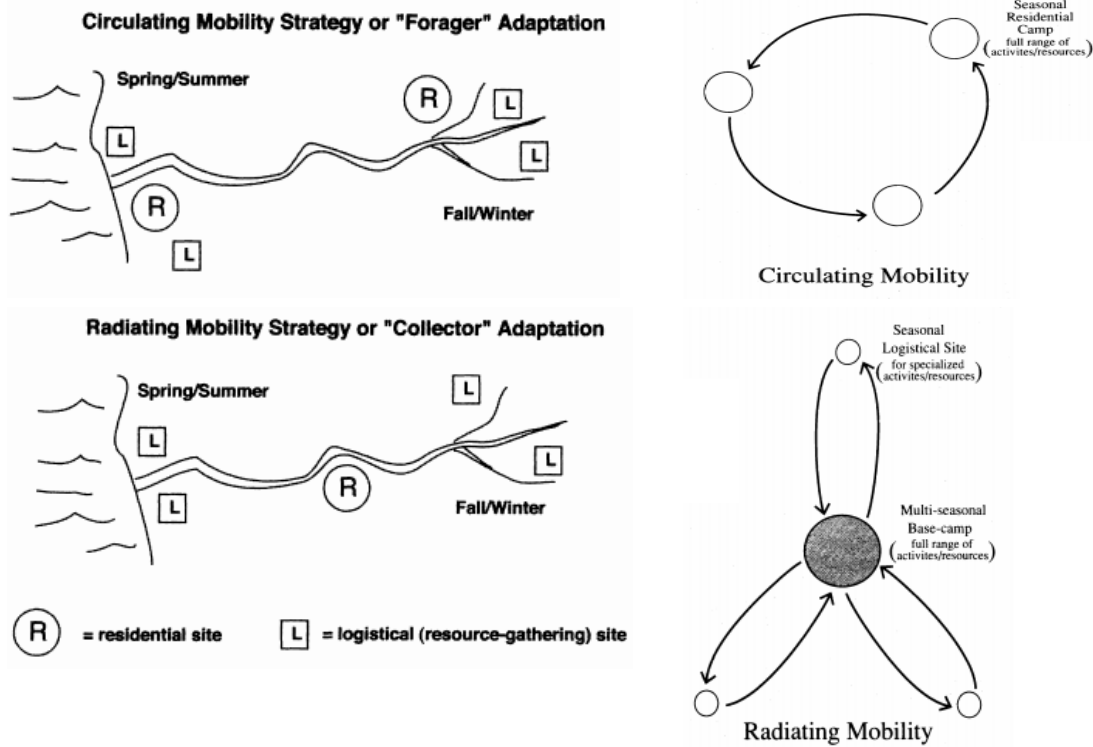 Circulating Mobility Strategy or "Forager" Adaptation
Spring/Summer
R
L
L
L
R
Fall/Winter
L
Seasonal
Residential
Camp
(full range of
activites/resources)
Circulating Mobility
Radiating Mobility Strategy or "Collector" Adaptation
Spring/Summer
L
L
L
R
L
Fall/Winter
R = residential site
L = logistical (resource-gathering) site
Seasonal
Logistical Site
(for specialized
activites/resources)
Multi-seasonal
Base-camp
(full range of
activites/resources)
Radiating Mobility